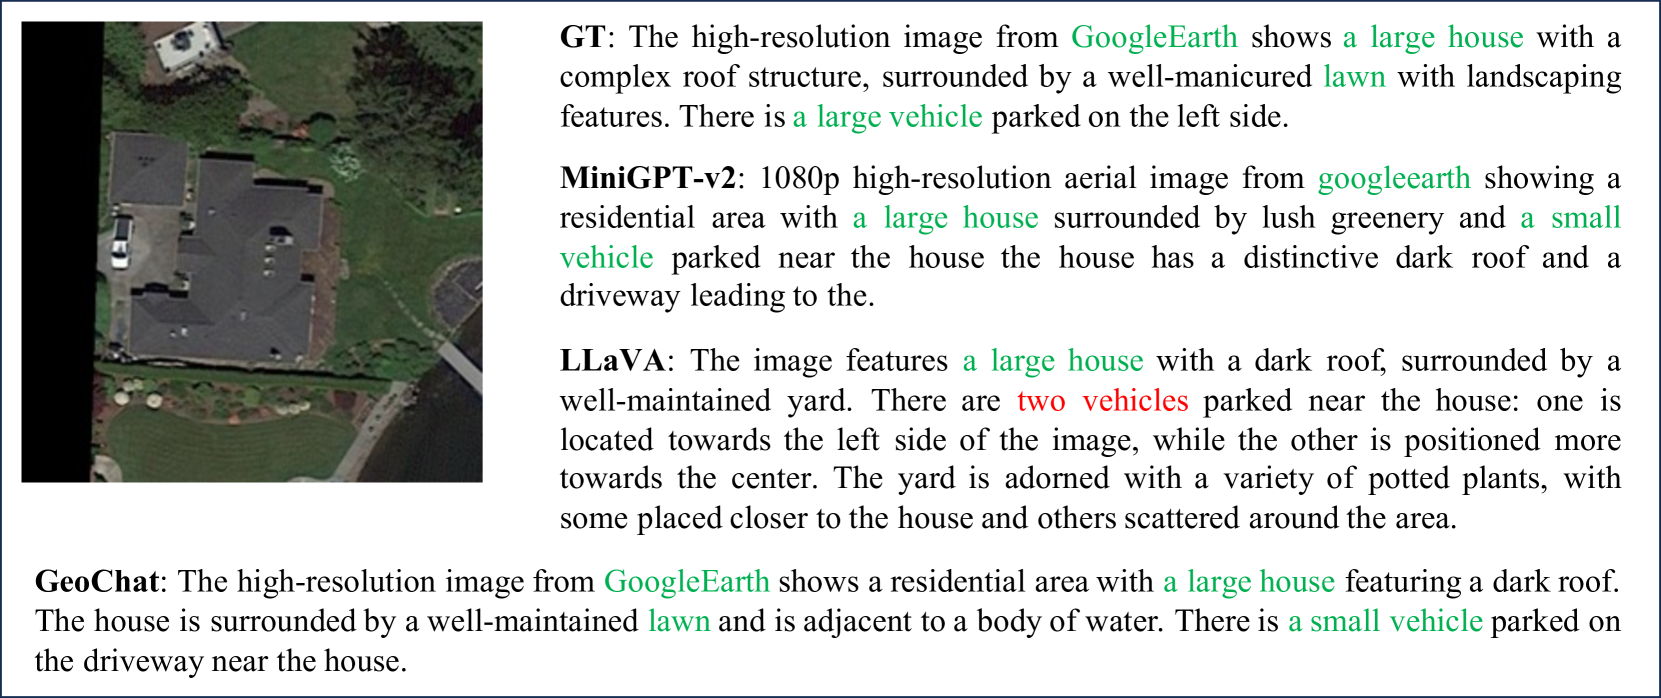 GT: The high-resolution image from GoogleEarth shows a large house with a
complex roof structure, surrounded by a well-manicured lawn with landscaping
features. There is a large vehicle parked on the left side.
MiniGPT-v2: 1080p high-resolution aerial image from googleearth showing a
residential area with a large house surrounded by lush greenery and a small
vehicle parked near the house the house has a distinctive dark roof and a
driveway leading to the.
LLaVA: The image features a large house with a dark roof, surrounded by a
well-maintained yard. There are two vehicles parked near the house: one is
located towards the left side of the image, while the other is positioned more
towards the center. The yard is adorned with a variety of potted plants, with
some placed closer to the house and others scattered around the area.
GeoChat: The high-resolution image from GoogleEarth shows a residential area with a large house featuring a dark roof.
The house is surrounded by a well-maintained lawn and is adjacent to a body of water. There is a small vehicle parked on
the driveway near the house.